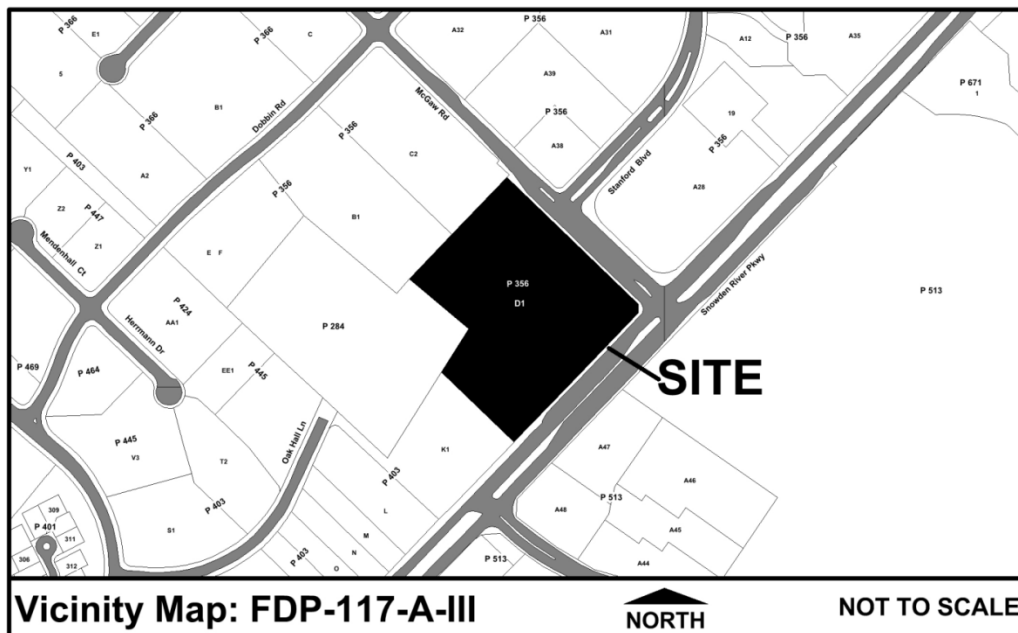 P 366
E1
P 366
C
A32
P 356
A31
A12
P 356
A35
5
A39
P 671
1
McGaw Rd
B1
Dobbin Rd
P 366
P 356
P 356
19
A38
P 356
C2
Stanford Blvd
P 403
Y1
A2
A28
Z2
P 447
P 356
B1
Z1
Mendenhall Ct
E F
P 356
D1
Snowden River Pkwy
P 513
P 424
AA1
P 284
Herrmann Dr
P 469
P 464
EE1
P 445
SITE
Oak Hall Ln
P 445
V3
T2
K1
A47
P 403
A46
P 403
P 513
309
P 401
311
S1
L
A48
A45
M
306
312
P 403
N
O
P 513
A44
Vicinity Map: FDP-117-A-III
NORTH
NOT TO SCALE